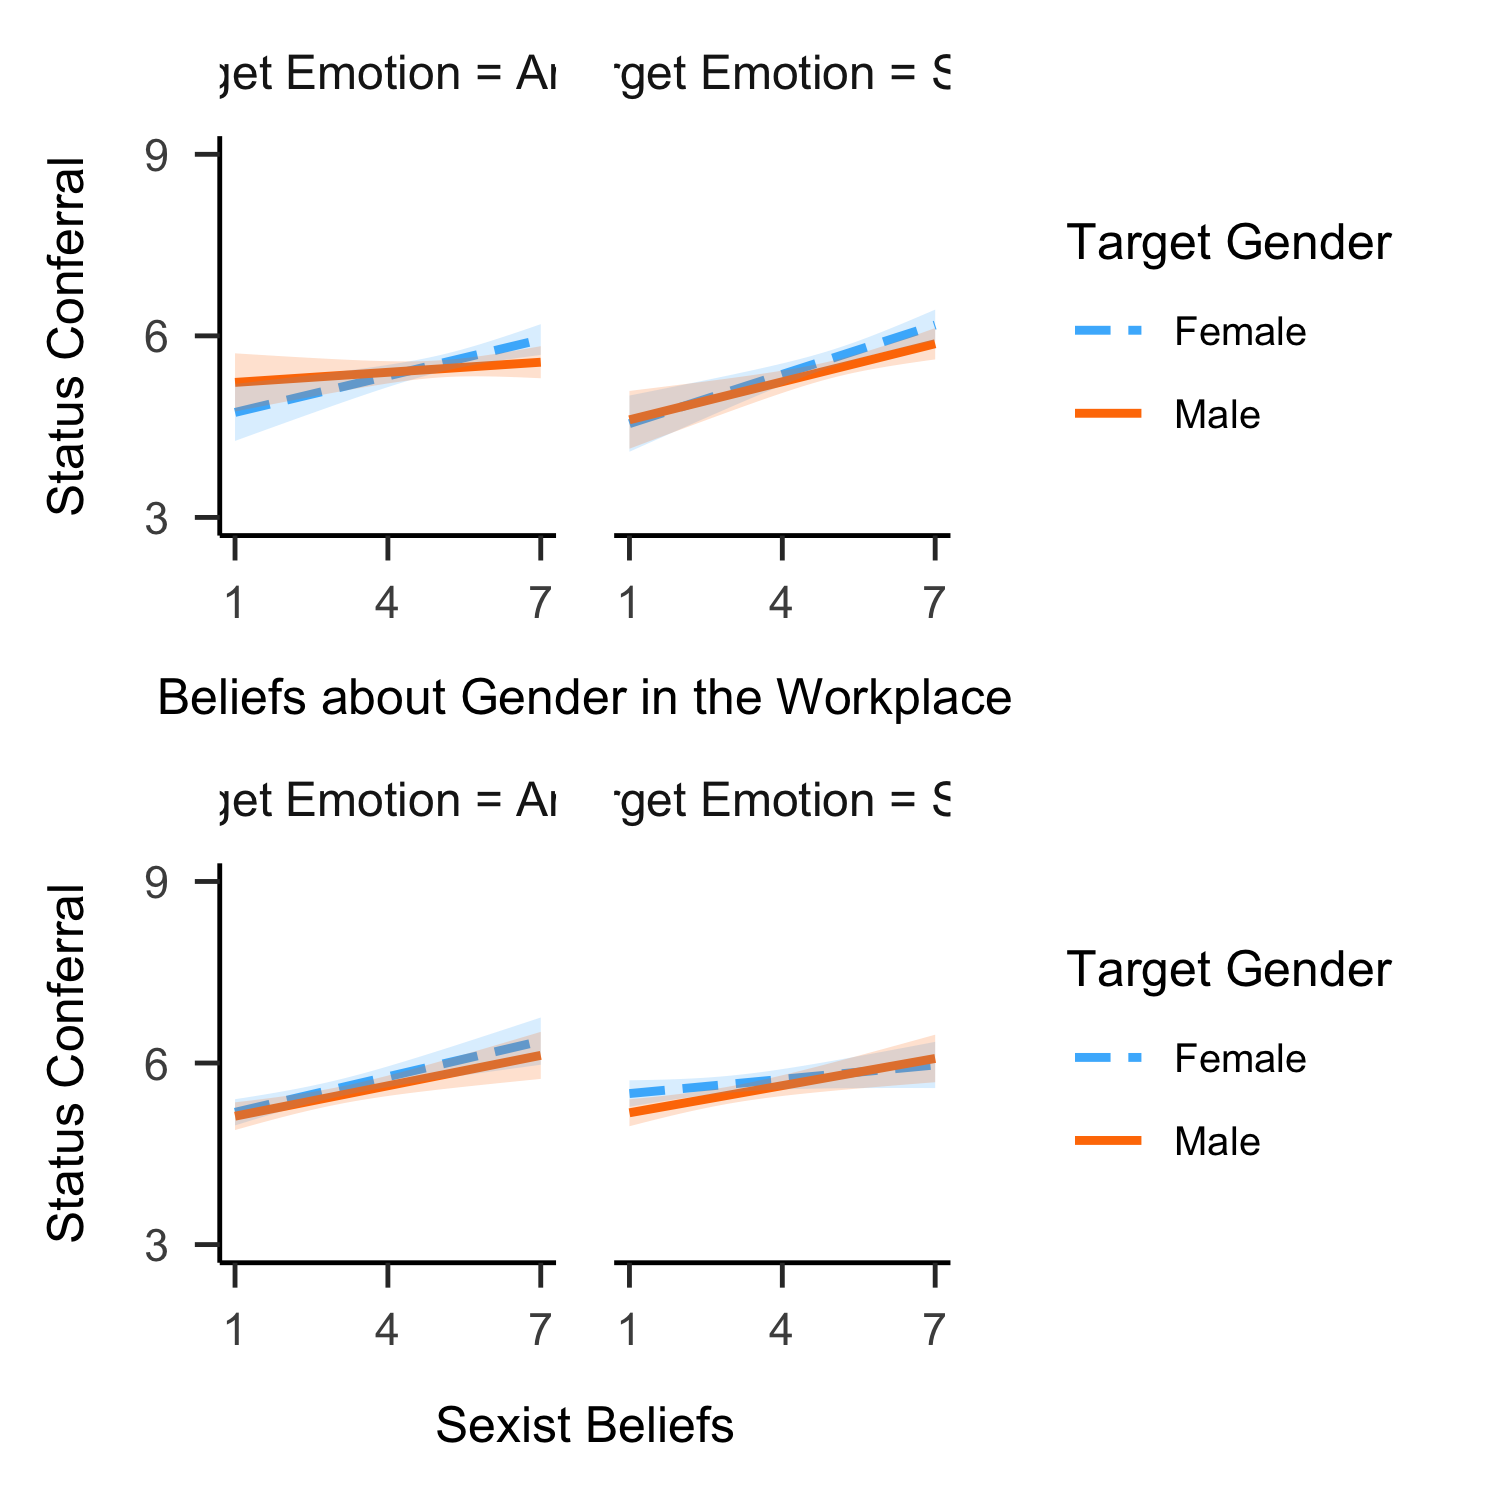 get Emotion = Ar
rget Emotion = S
Status Conferral
9
6
3
1 4 7
1 4 7
Beliefs about Gender in the Workplace
Target Gender
Female
Male
get Emotion = Ar
rget Emotion = S
Status Conferral
9
6
3
1 4 7
1 4 7
Sexist Beliefs
Target Gender
Female
Male